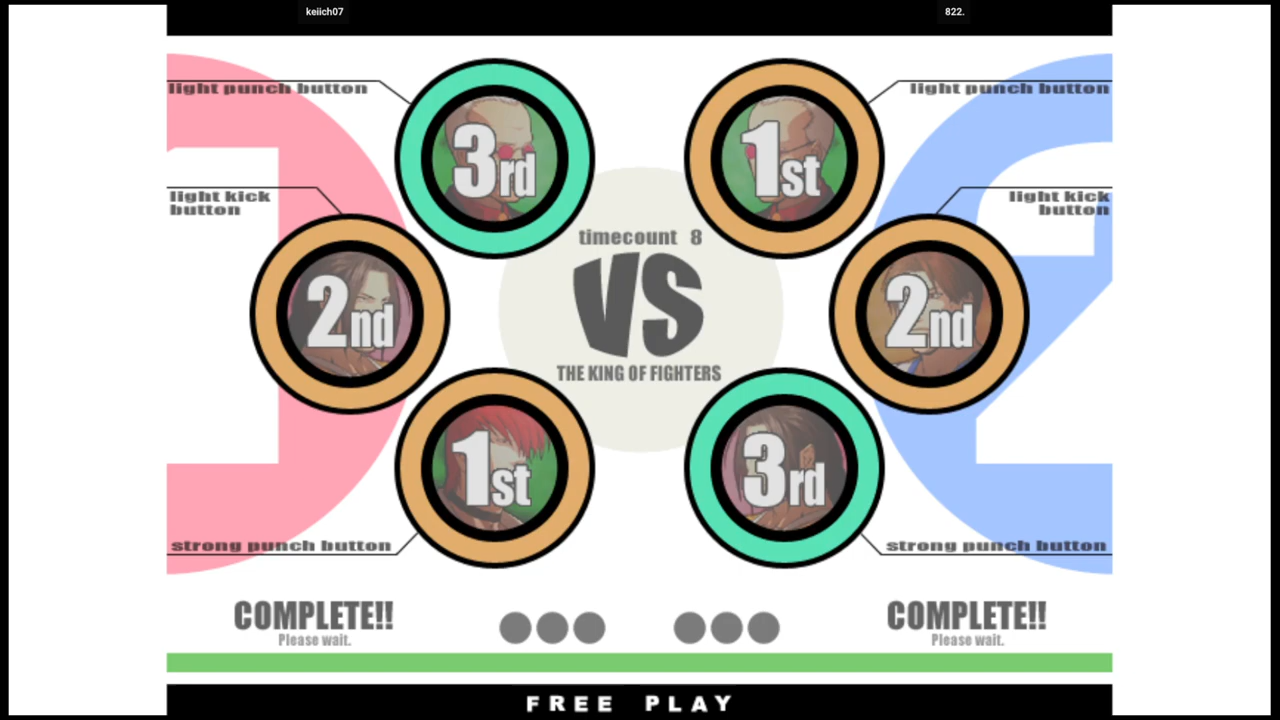 keiich07
822.
light punch button
light punch button
3rd
1st
light kick
button
light kick
button
timecount 8
VS
THE KING OF FIGHTERS
2nd
2nd
1st
3rd
strong punch button
strong punch button
COMPLETE!!
Please wait.
COMPLETE!!
Please wait.
FREE PLAY